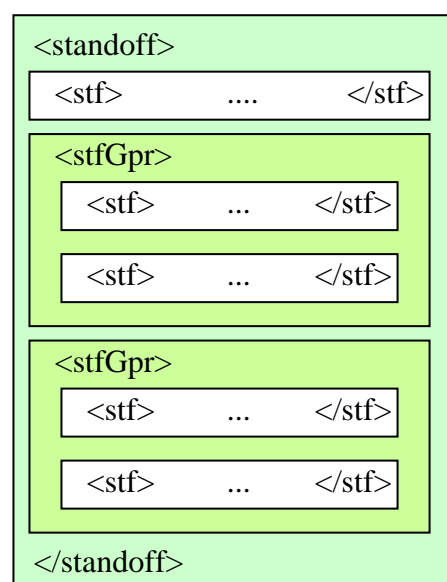 <standoff>
<stf> .... </stf>
<stfGpr>
<stf> ... </stf>
<stf> ... </stf>
<stfGpr>
<stf> ... </stf>
<stf> ... </stf>
</standoff>